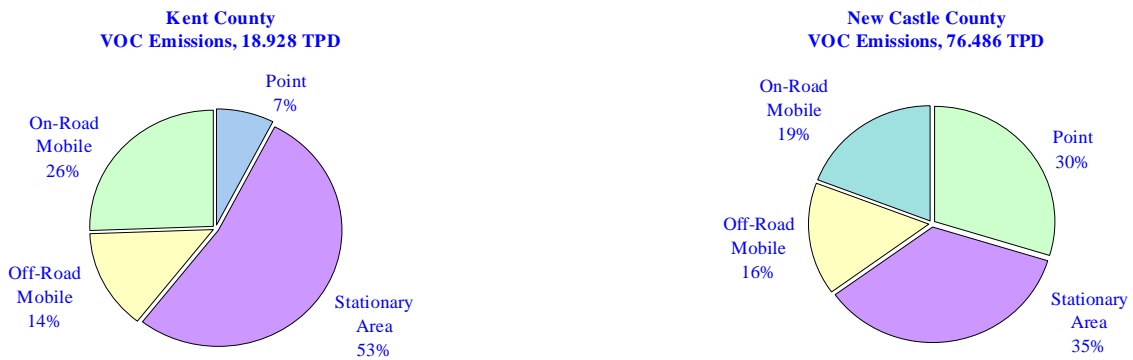 Kent County
VOC Emissions, 18.928 TPD
Point
7%
On-Road
Mobile
26%
Off-Road
Mobile
14%
Stationary
Area
53%
New Castle County
VOC Emissions, 76.486 TPD
On-Road
Mobile
19%
Point
30%
Off-Road
Mobile
16%
Stationary
Area
35%